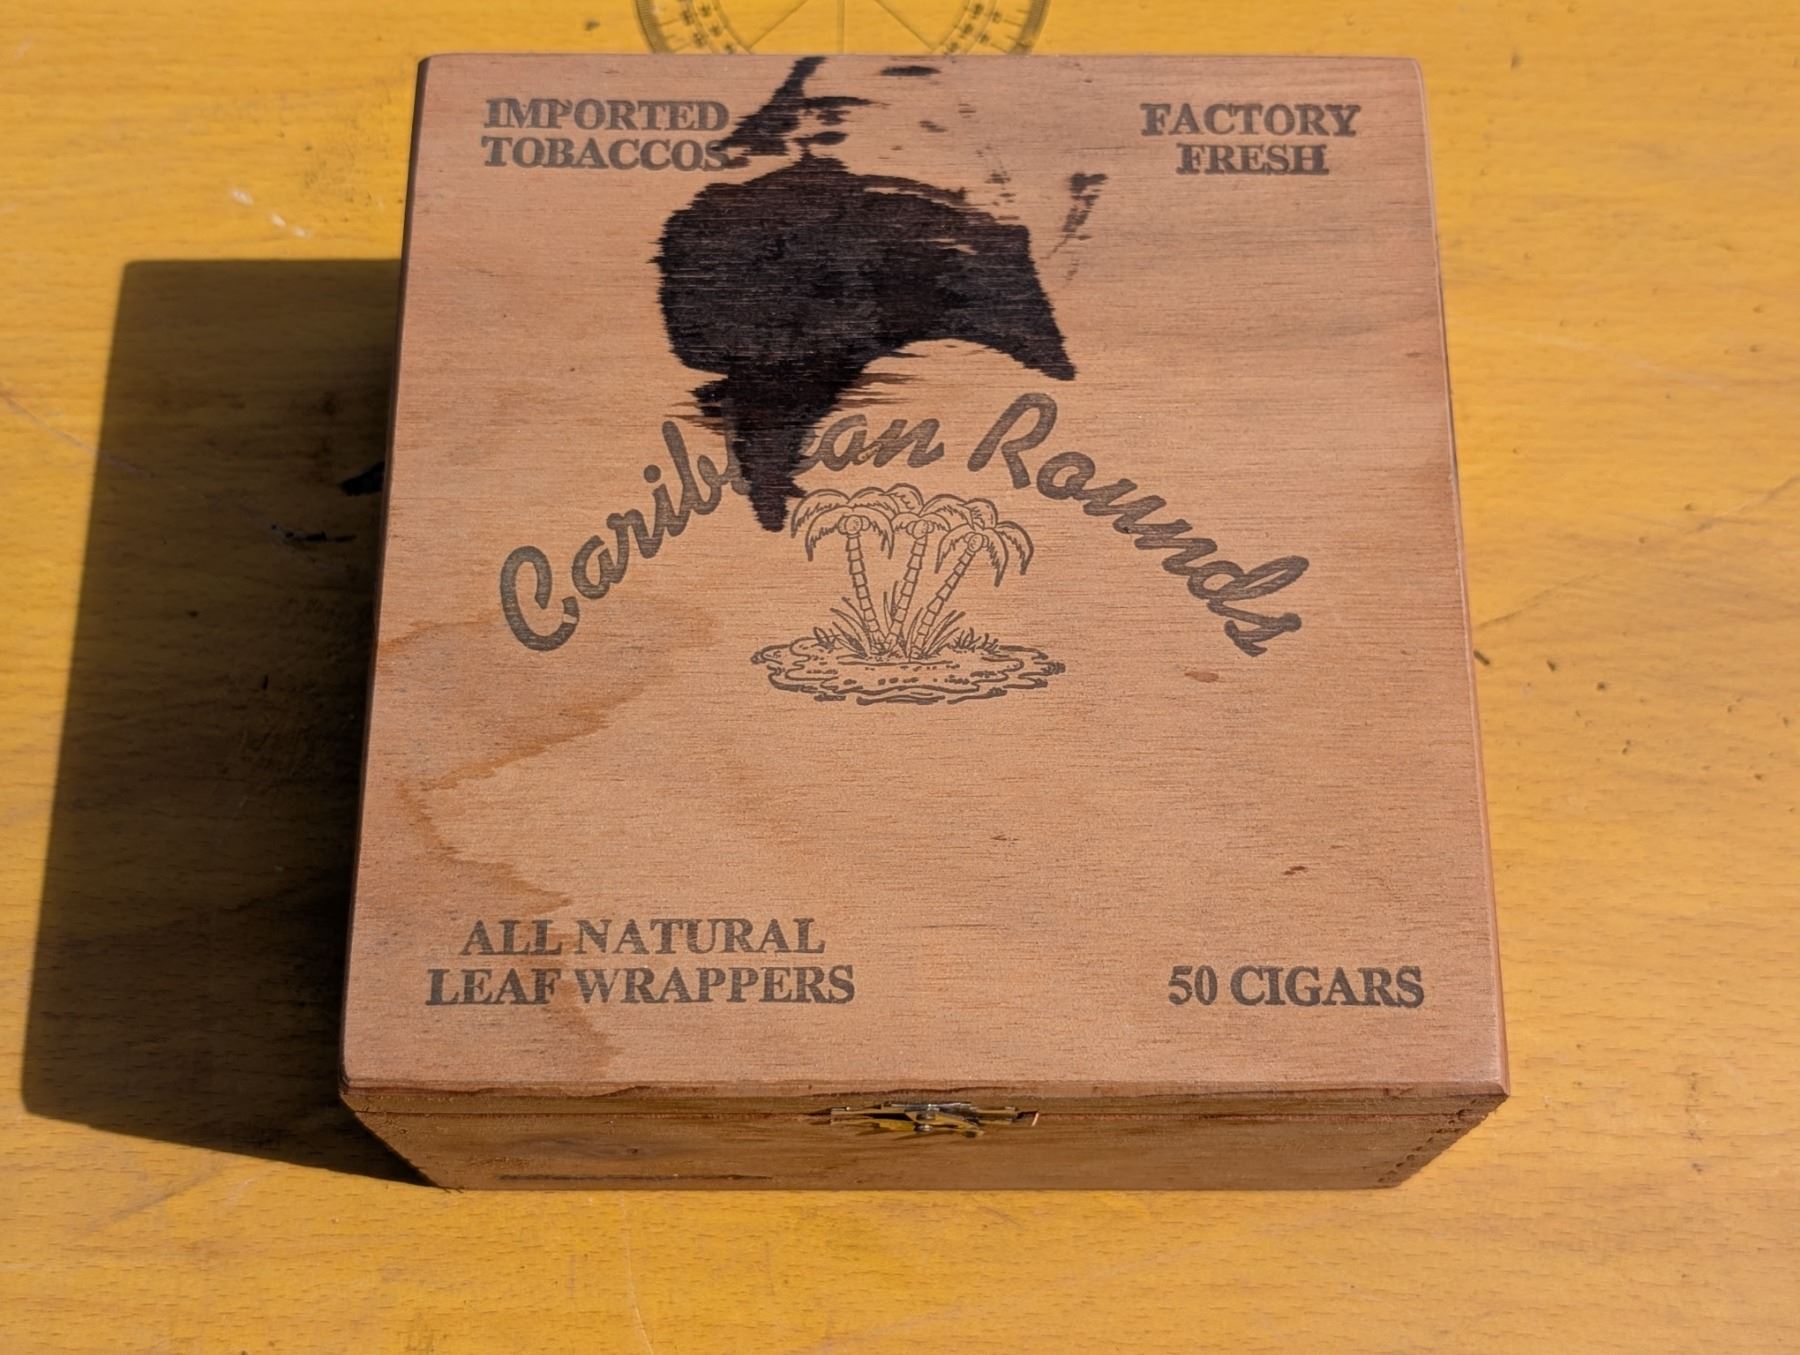 IMPORTED
TOBACCOS
FACTORY
FRESH
Caribbean Rounds
ALL NATURAL
LEAF WRAPPERS
50 CIGARS